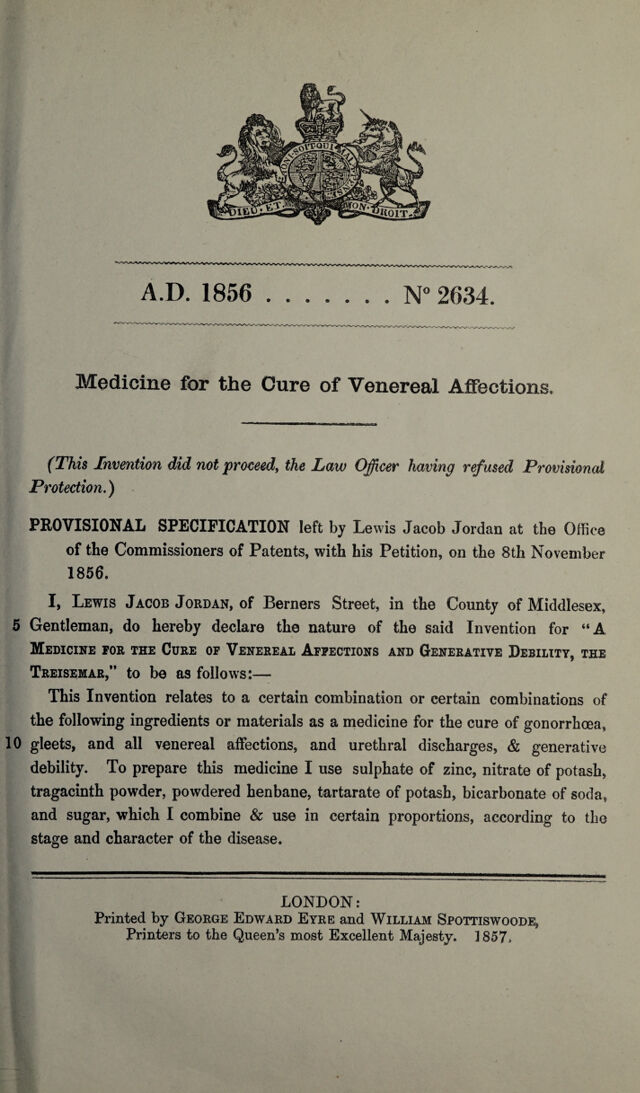 HONI SOIT QUI MAL
DIEU · ET · MON · DROIT.
A.D. 1856 . . . . . . . N° 2634.
Medicine for the Cure of Venereal Affections.
(This Invention did not proceed, the Law Officer having refused Provisional
Protection.)
PROVISIONAL SPECIFICATION left by Lewis Jacob Jordan at the Office
of the Commissioners of Patents, with his Petition, on the 8th November
1856.
I, LEWIS JACOB JORDAN, of Berners Street, in the County of Middlesex,
5 Gentleman, do hereby declare the nature of the said Invention for “A
MEDICINE FOR THE CURE OF VENEREAL AFFECTIONS AND GENERATIVE DEBILITY, THE
TREISEMAR,” to be as follows:—
This Invention relates to a certain combination or certain combinations of
the following ingredients or materials as a medicine for the cure of gonorrhœa,
10 gleets, and all venereal affections, and urethral discharges, & generative
debility. To prepare this medicine I use sulphate of zinc, nitrate of potash,
tragacinth powder, powdered henbane, tartarate of potash, bicarbonate of soda,
and sugar, which I combine & use in certain proportions, according to the
stage and character of the disease.
LONDON:
Printed by GEORGE EDWARD EYRE and WILLIAM SPOTTISWOODE,
Printers to the Queen’s most Excellent Majesty. 1857.